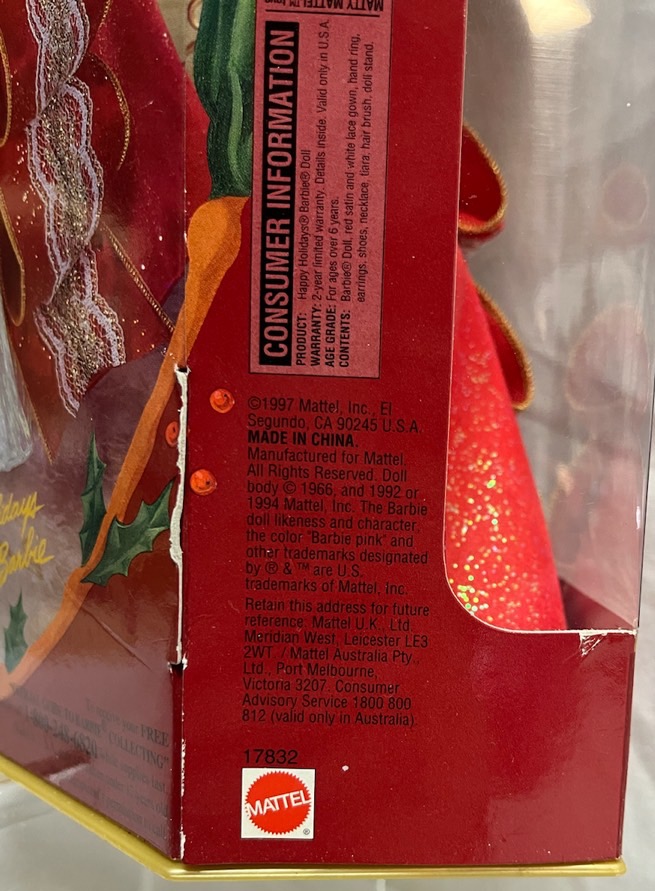 MATTY MATTEL™
CONSUMER INFORMATION
PRODUCT: Happy Holidays® Barbie® Doll
WARRANTY: 2-year limited warranty. Details inside. Valid only in U.S.A.
AGE GRADE: For ages over 6 years.
CONTENTS: Barbie® Doll, red satin and white lace gown, hand ring,
earrings, shoes, necklace, tiara, hair brush, doll stand.
©1997 Mattel, Inc., El
Segundo, CA 90245 U.S.A.
MADE IN CHINA.
Manufactured for Mattel.
All Rights Reserved. Doll
body © 1966, and 1992 or
1994 Mattel, Inc. The Barbie
doll likeness and character,
the color "Barbie pink" and
other trademarks designated
by ® & ™ are U.S.
trademarks of Mattel, Inc.
Retain this address for future
reference: Mattel U.K., Ltd.
Meridian West, Leicester LE3
2WT. / Mattel Australia Pty.,
Ltd., Port Melbourne,
Victoria 3207. Consumer
Advisory Service 1800 800
812 (valid only in Australia).
17832
MATTEL
®
Barbie
FREE
COLLECTING"